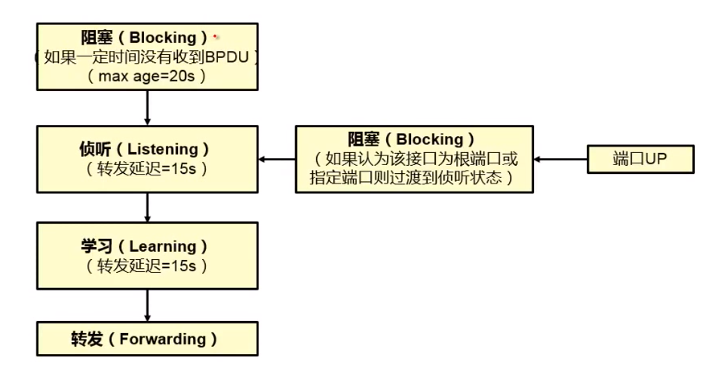 阻塞（Blocking）
（如果一定时间没有收到BPDU）
（max age=20s）
侦听（Listening）
（转发延迟=15s）
阻塞（Blocking）
（如果认为该接口为根端口或
指定端口则过渡到侦听状态）
端口UP
学习（Learning）
（转发延迟=15s）
转发（Forwarding）